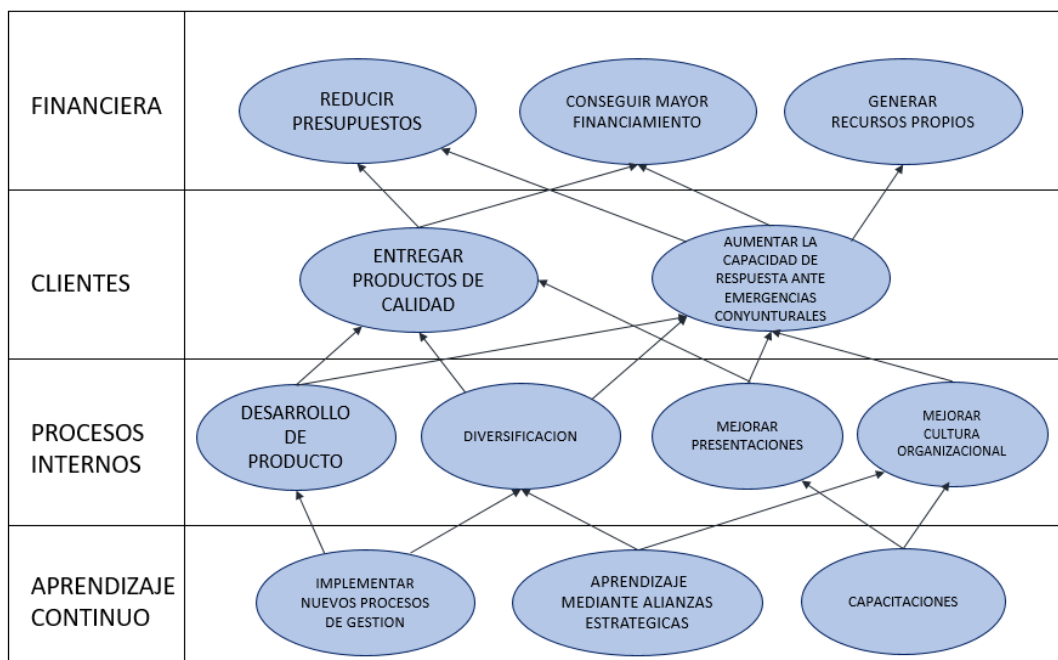 FINANCIERA
REDUCIR
PRESUPUESTOS
CONSEGUIR MAYOR
FINANCIAMIENTO
GENERAR
RECURSOS PROPIOS
CLIENTES
ENTREGAR
PRODUCTOS DE
CALIDAD
AUMENTAR LA
CAPACIDAD DE
RESPUESTA ANTE
EMERGENCIAS
CONYUNTURALES
PROCESOS
INTERNOS
DESARROLLO
DE
PRODUCTO
DIVERSIFICACION
MEJORAR
PRESENTACIONES
MEJORAR
CULTURA
ORGANIZACIONAL
APRENDIZAJE
CONTINUO
IMPLEMENTAR
NUEVOS PROCESOS
DE GESTION
APRENDIZAJE
MEDIANTE ALIANZAS
ESTRATEGICAS
CAPACITACIONES